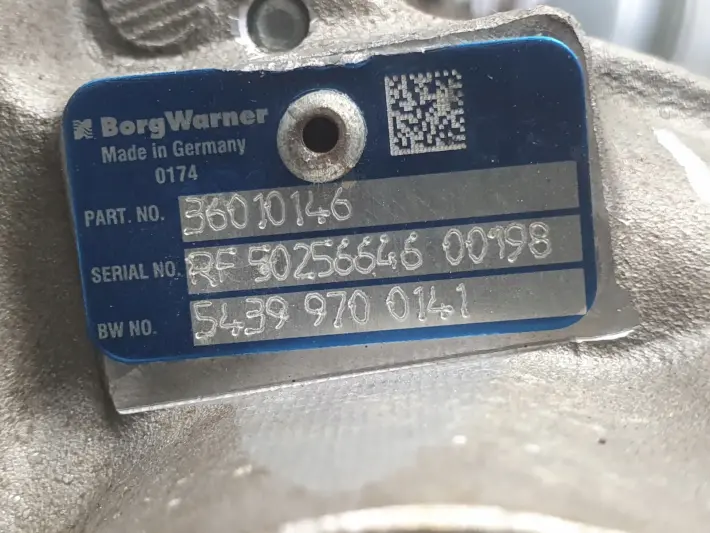 BorgWarner
Made in Germany
0174
PART. NO. 36010146
SERIAL NO. RF 50256646 00198
BW NO. 5439 970 0141